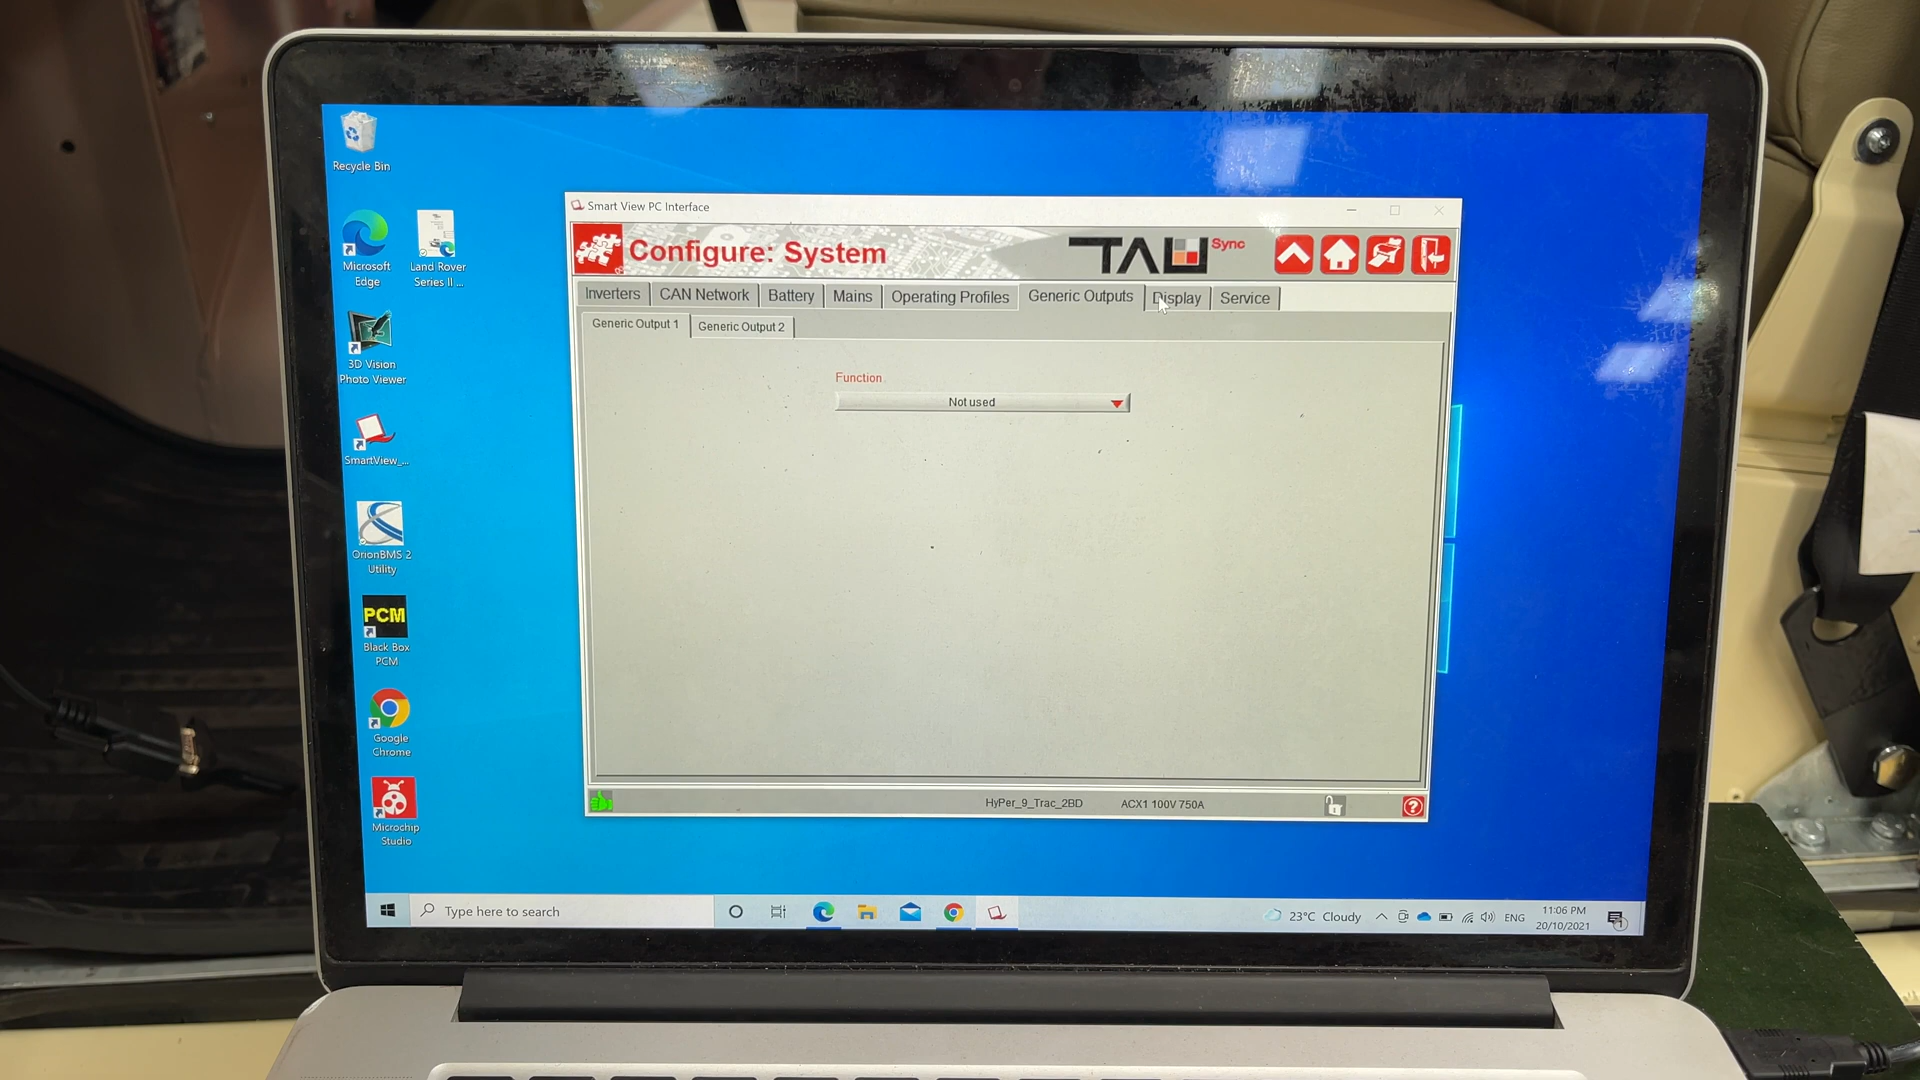 Recycle Bin
Microsoft
Edge
Land Rover
Series II ...
3D Vision
Photo Viewer
SmartView_...
OrionBMS 2
Utility
PCM
Black Box
PCM
Google
Chrome
Microchip
Studio
Smart View PC Interface
Configure: System
TAU
Sync
Inverters
CAN Network
Battery
Mains
Operating Profiles
Generic Outputs
Display
Service
Generic Output 1
Generic Output 2
Function
Not used
HyPer_9_Trac_2BD
ACX1 100V 750A
Type here to search
23°C Cloudy
ENG
11:06 PM
20/10/2021
1